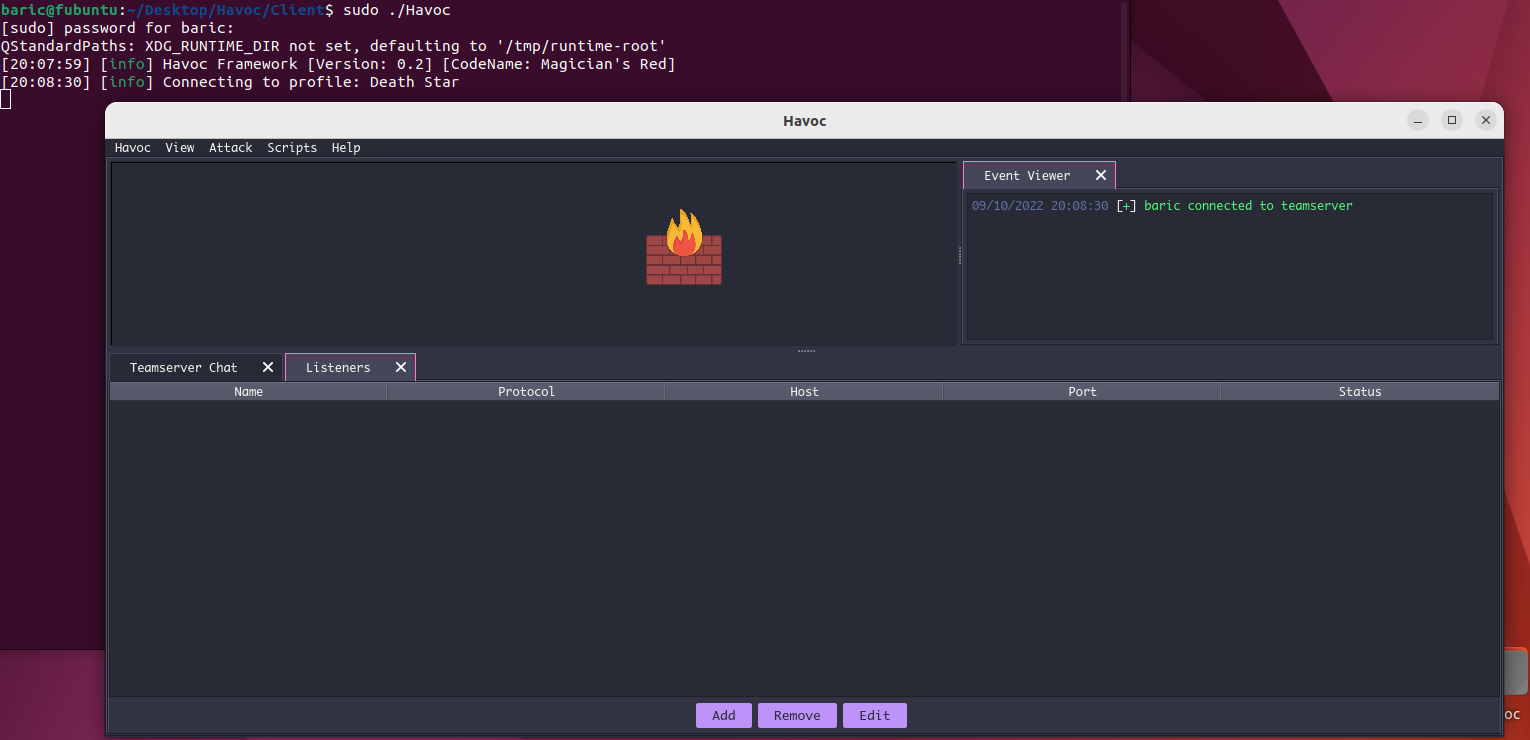 baric@fubuntu:~/Desktop/Havoc/Client$ sudo ./Havoc
[sudo] password for baric:
QStandardPaths: XDG_RUNTIME_DIR not set, defaulting to '/tmp/runtime-root'
[20:07:59] [info] Havoc Framework [Version: 0.2] [CodeName: Magician's Red]
[20:08:30] [info] Connecting to profile: Death Star
Havoc
Havoc View Attack Scripts Help
Event Viewer
09/10/2022 20:08:30 [+] baric connected to teamserver
Teamserver Chat Listeners
Name Protocol Host Port Status
Add Remove Edit
oc